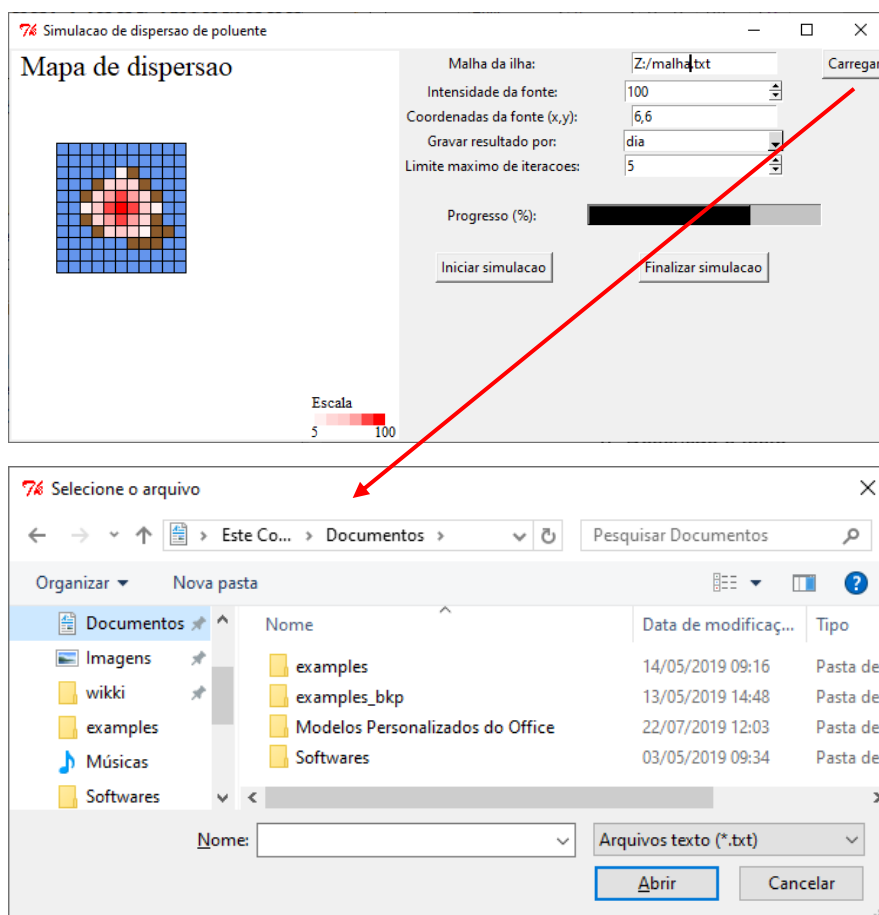 Simulacao de dispersao de poluente
Mapa de dispersao
Malha da ilha: Z:/malha.txt Carregar
Intensidade da fonte: 100
Coordenadas da fonte (x,y): 6,6
Gravar resultado por: dia
Limite maximo de iteracoes: 5
Progresso (%):
Iniciar simulacao Finalizar simulacao
Escala
5 100
Selecione o arquivo
Este Co... Documentos Pesquisar Documentos
Organizar Nova pasta
Documentos Nome Data de modificaç... Tipo
Imagens examples 14/05/2019 09:16 Pasta de
wikki examples_bkp 13/05/2019 14:48 Pasta de
examples Modelos Personalizados do Office 22/07/2019 12:03 Pasta de
Músicas Softwares 03/05/2019 09:34 Pasta de
Softwares
Nome: Arquivos texto (*.txt)
Abrir Cancelar